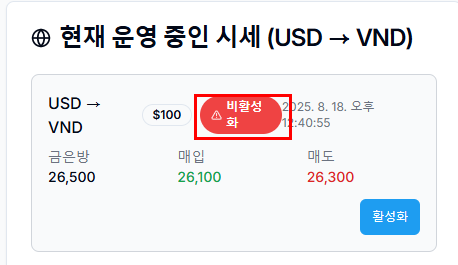 현재 운영 중인 시세 (USD → VND)
USD →
VND
$100
비활성
화
2025. 8. 18. 오후
12:40:55
금은방 매입 매도
26,500 26,100 26,300
활성화